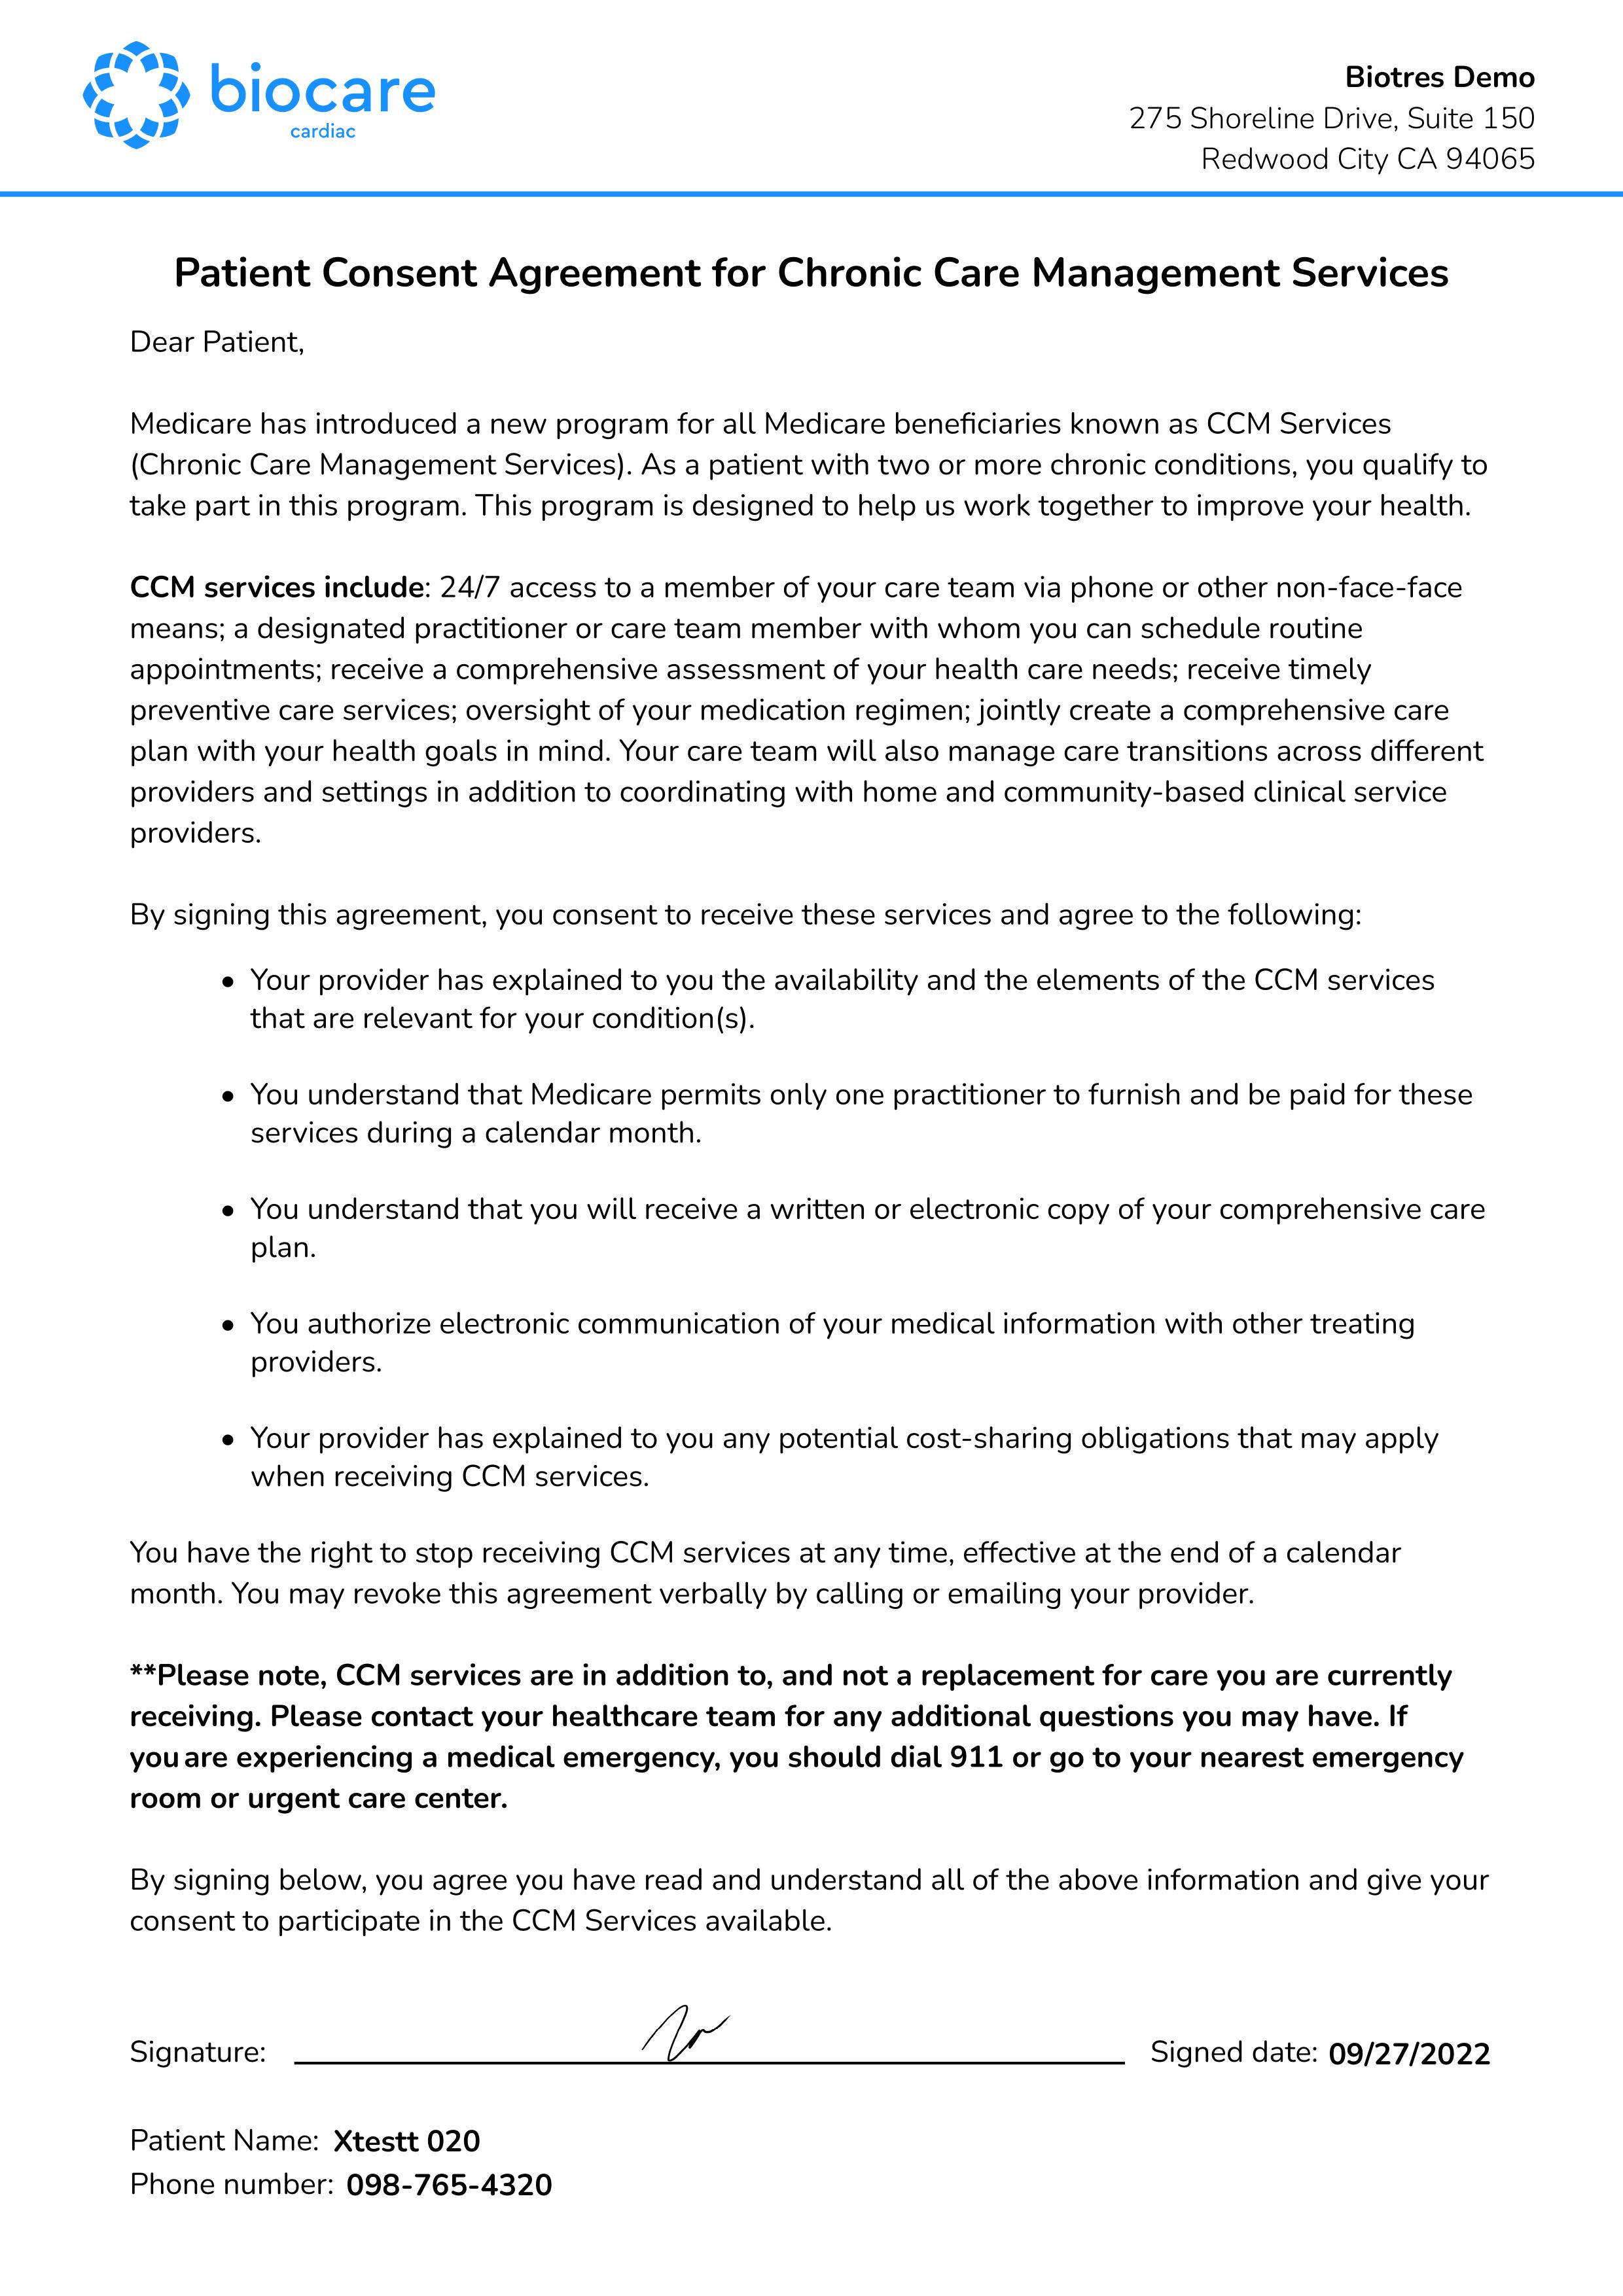 biocare
cardiac
Biotres Demo
275 Shoreline Drive, Suite 150
Redwood City CA 94065
Patient Consent Agreement for Chronic Care Management Services
Dear Patient,
Medicare has introduced a new program for all Medicare beneficiaries known as CCM Services
(Chronic Care Management Services). As a patient with two or more chronic conditions, you qualify to
take part in this program. This program is designed to help us work together to improve your health.
CCM services include: 24/7 access to a member of your care team via phone or other non-face-face
means; a designated practitioner or care team member with whom you can schedule routine
appointments; receive a comprehensive assessment of your health care needs; receive timely
preventive care services; oversight of your medication regimen; jointly create a comprehensive care
plan with your health goals in mind. Your care team will also manage care transitions across different
providers and settings in addition to coordinating with home and community-based clinical service
providers.
By signing this agreement, you consent to receive these services and agree to the following:
• Your provider has explained to you the availability and the elements of the CCM services
that are relevant for your condition(s).
• You understand that Medicare permits only one practitioner to furnish and be paid for these
services during a calendar month.
• You understand that you will receive a written or electronic copy of your comprehensive care
plan.
• You authorize electronic communication of your medical information with other treating
providers.
• Your provider has explained to you any potential cost-sharing obligations that may apply
when receiving CCM services.
You have the right to stop receiving CCM services at any time, effective at the end of a calendar
month. You may revoke this agreement verbally by calling or emailing your provider.
**Please note, CCM services are in addition to, and not a replacement for care you are currently
receiving. Please contact your healthcare team for any additional questions you may have. If
you are experiencing a medical emergency, you should dial 911 or go to your nearest emergency
room or urgent care center.
By signing below, you agree you have read and understand all of the above information and give your
consent to participate in the CCM Services available.
Signature: Signed date: 09/27/2022
Patient Name: Xtestt 020
Phone number: 098-765-4320